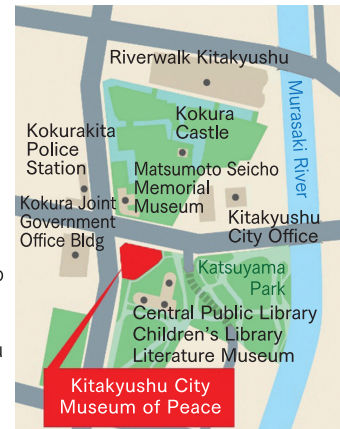 Riverwalk Kitakyushu
Murasaki River
Kokura
Castle
Kokurakita
Police
Station
Matsumoto Seicho
Memorial
Museum
Kokura Joint
Government
Office Bldg
Kitakyushu
City Office
Katsuyama
Park
Central Public Library
Children's Library
Literature Museum
Kitakyushu City
Museum of Peace